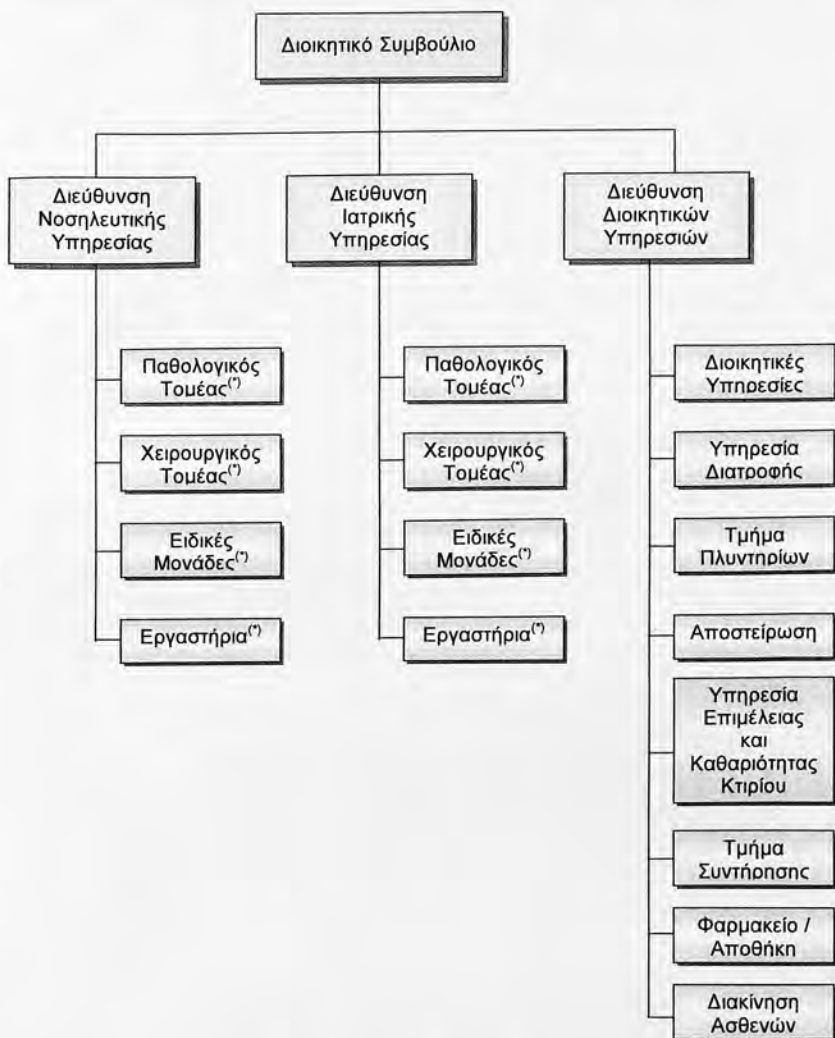 Διοικητικό Συμβούλιο
Διεύθυνση
Νοσηλευτικής
Υπηρεσίας
Διεύθυνση
Ιατρικής
Υπηρεσίας
Διεύθυνση
Διοικητικών
Υπηρεσιών
Παθολογικός
Τομέας(*)
Χειρουργικός
Τομέας(*)
Ειδικές
Μονάδες(*)
Εργαστήρια(*)
Παθολογικός
Τομέας(*)
Χειρουργικός
Τομέας(*)
Ειδικές
Μονάδες(*)
Εργαστήρια(*)
Διοικητικές
Υπηρεσίες
Υπηρεσία
Διατροφής
Τμήμα
Πλυντηρίων
Αποστείρωση
Υπηρεσία
Επιμέλειας
και
Καθαριότητας
Κτιρίου
Τμήμα
Συντήρησης
Φαρμακείο /
Αποθήκη
Διακίνηση
Ασθενών